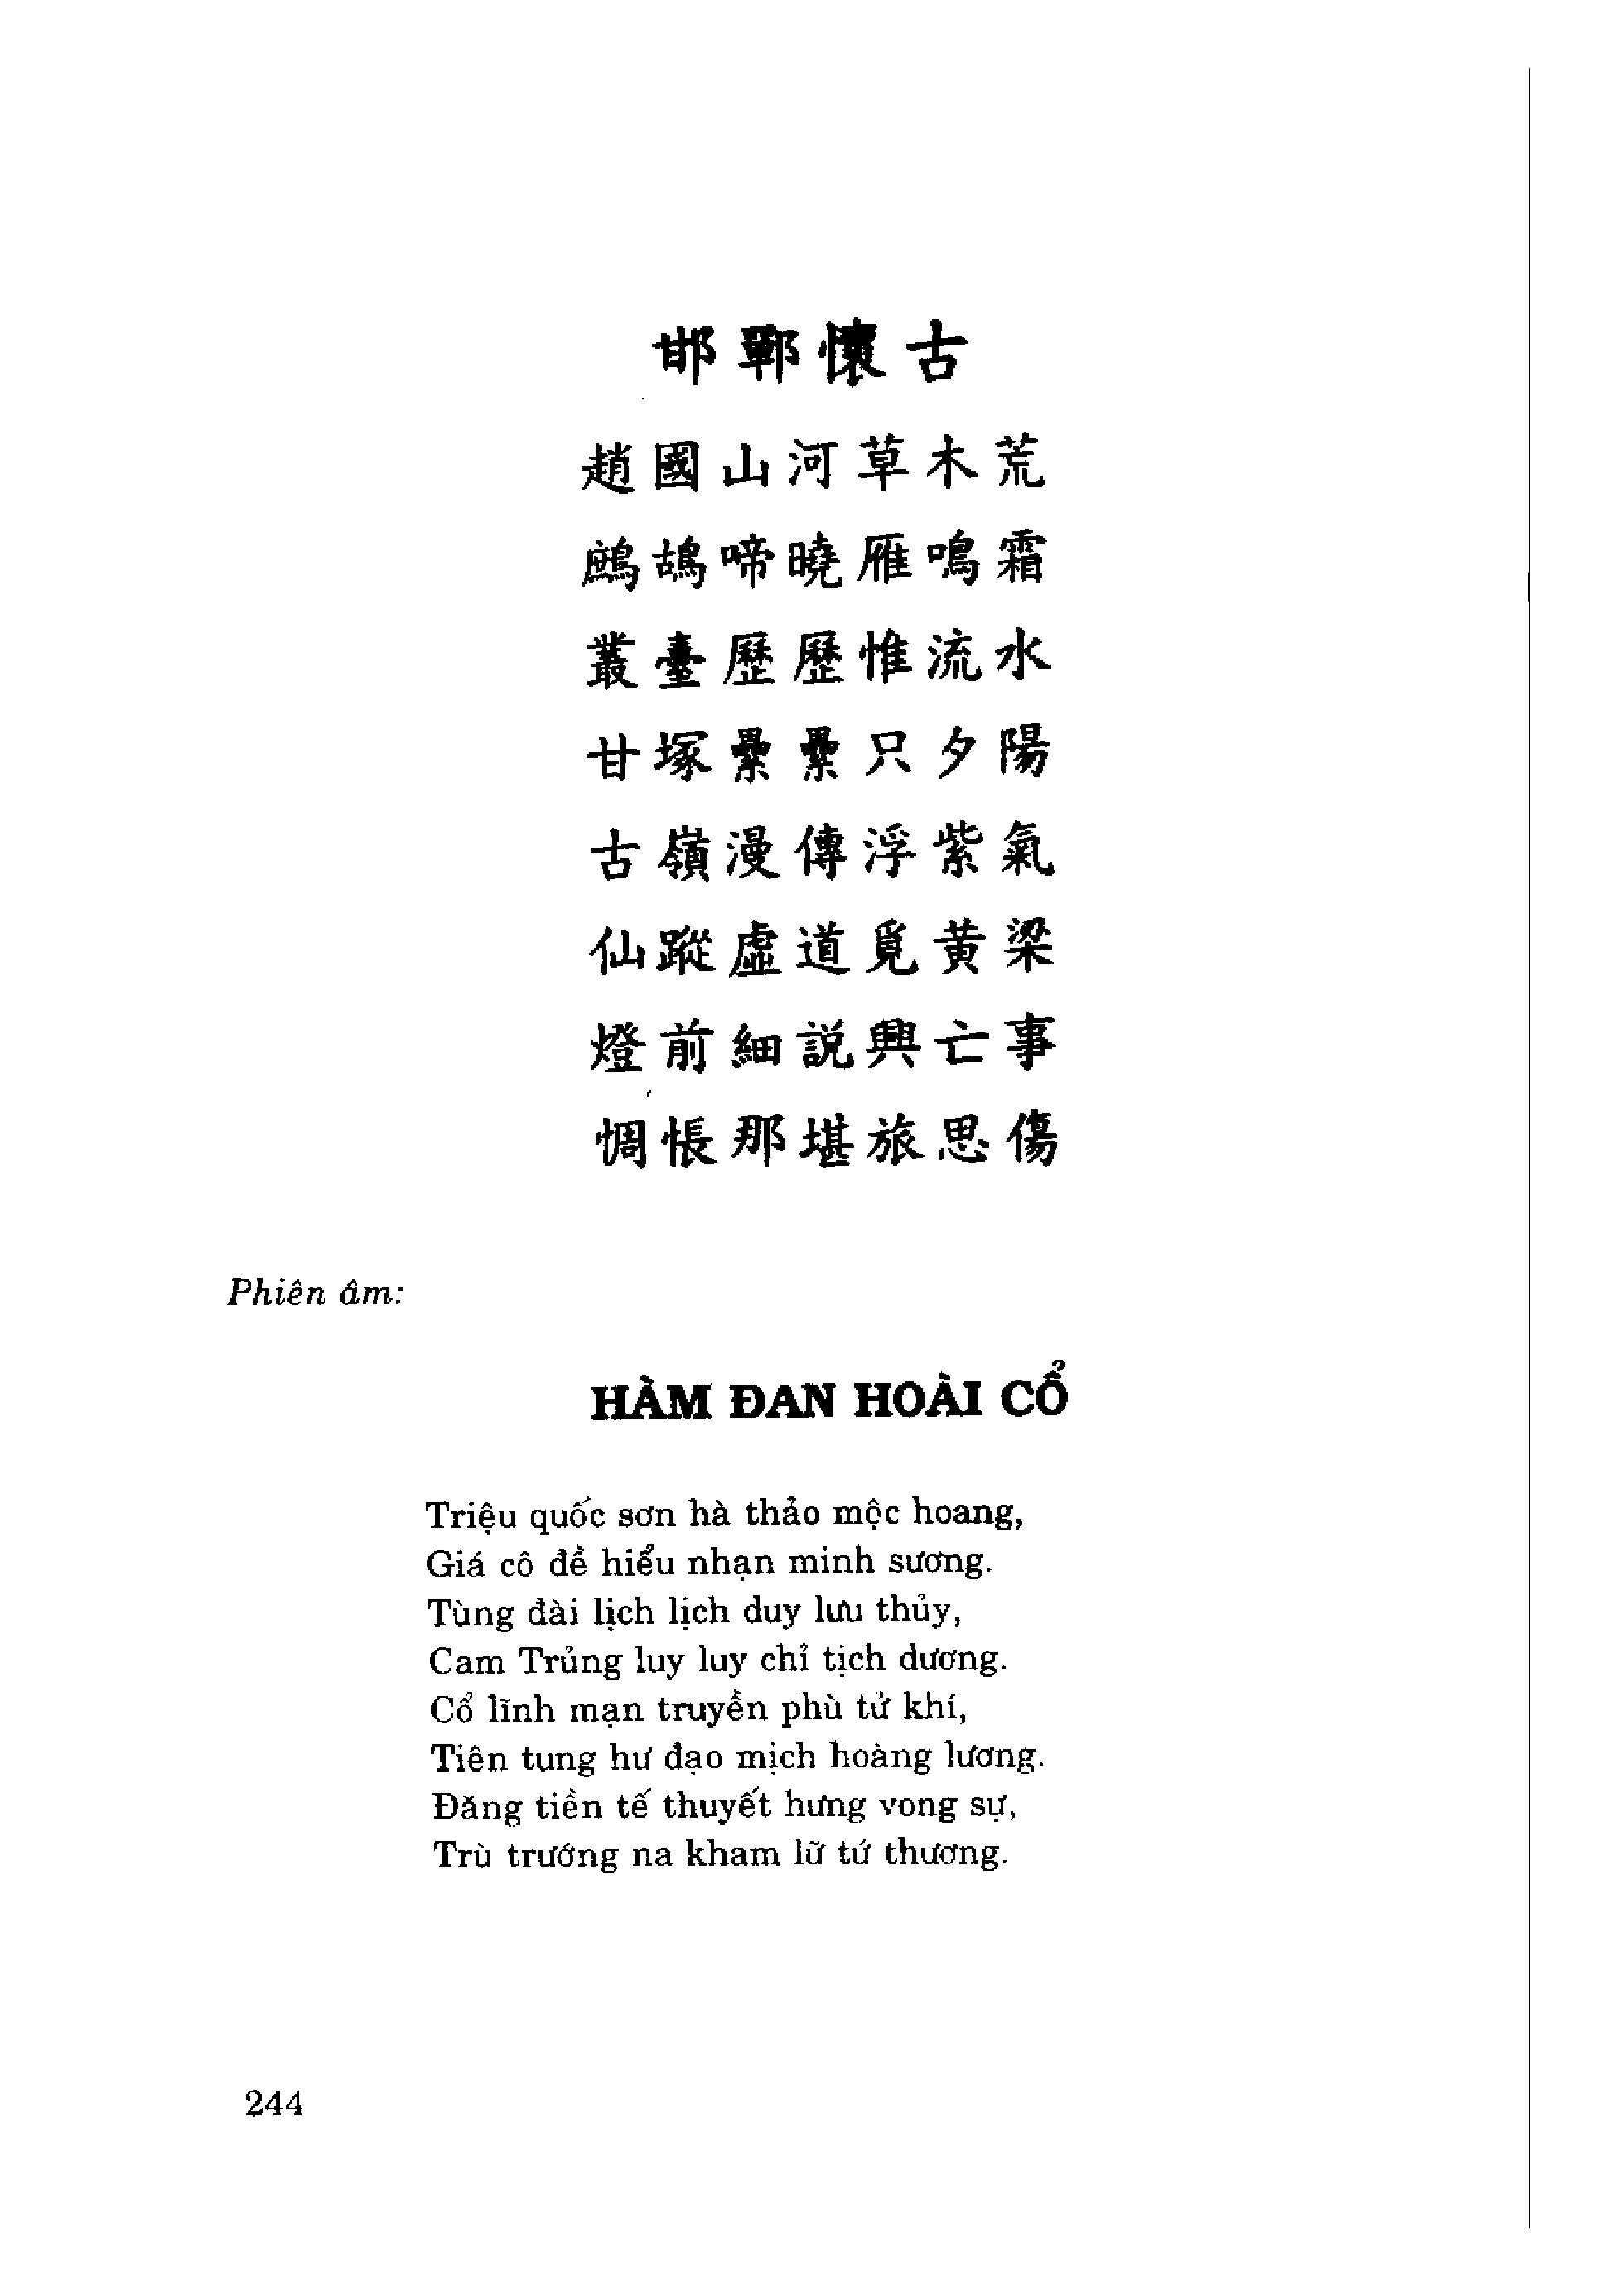 邯鄲懷古
趙國山河草木荒
鷓鴣啼曉雁鳴霜
叢臺歷歷惟流水
甘塚纍纍只夕陽
古嶺漫傳浮紫氣
仙蹤虛道覓黃梁
燈前細説興亡事
惆悵那堪旅思傷
Phiên âm:
HÀM ĐAN HOÀI CỔ
Triệu quốc sơn hà thảo mộc hoang,
Giá cô đề hiểu nhạn minh sương.
Tùng đài lịch lịch duy lưu thủy,
Cam Trủng luy luy chỉ tịch dương.
Cổ lĩnh mạn truyền phù tử khí,
Tiên tung hư đạo mịch hoàng lương.
Đăng tiền tế thuyết hưng vong sự,
Trù trướng na kham lữ tứ thương.
244